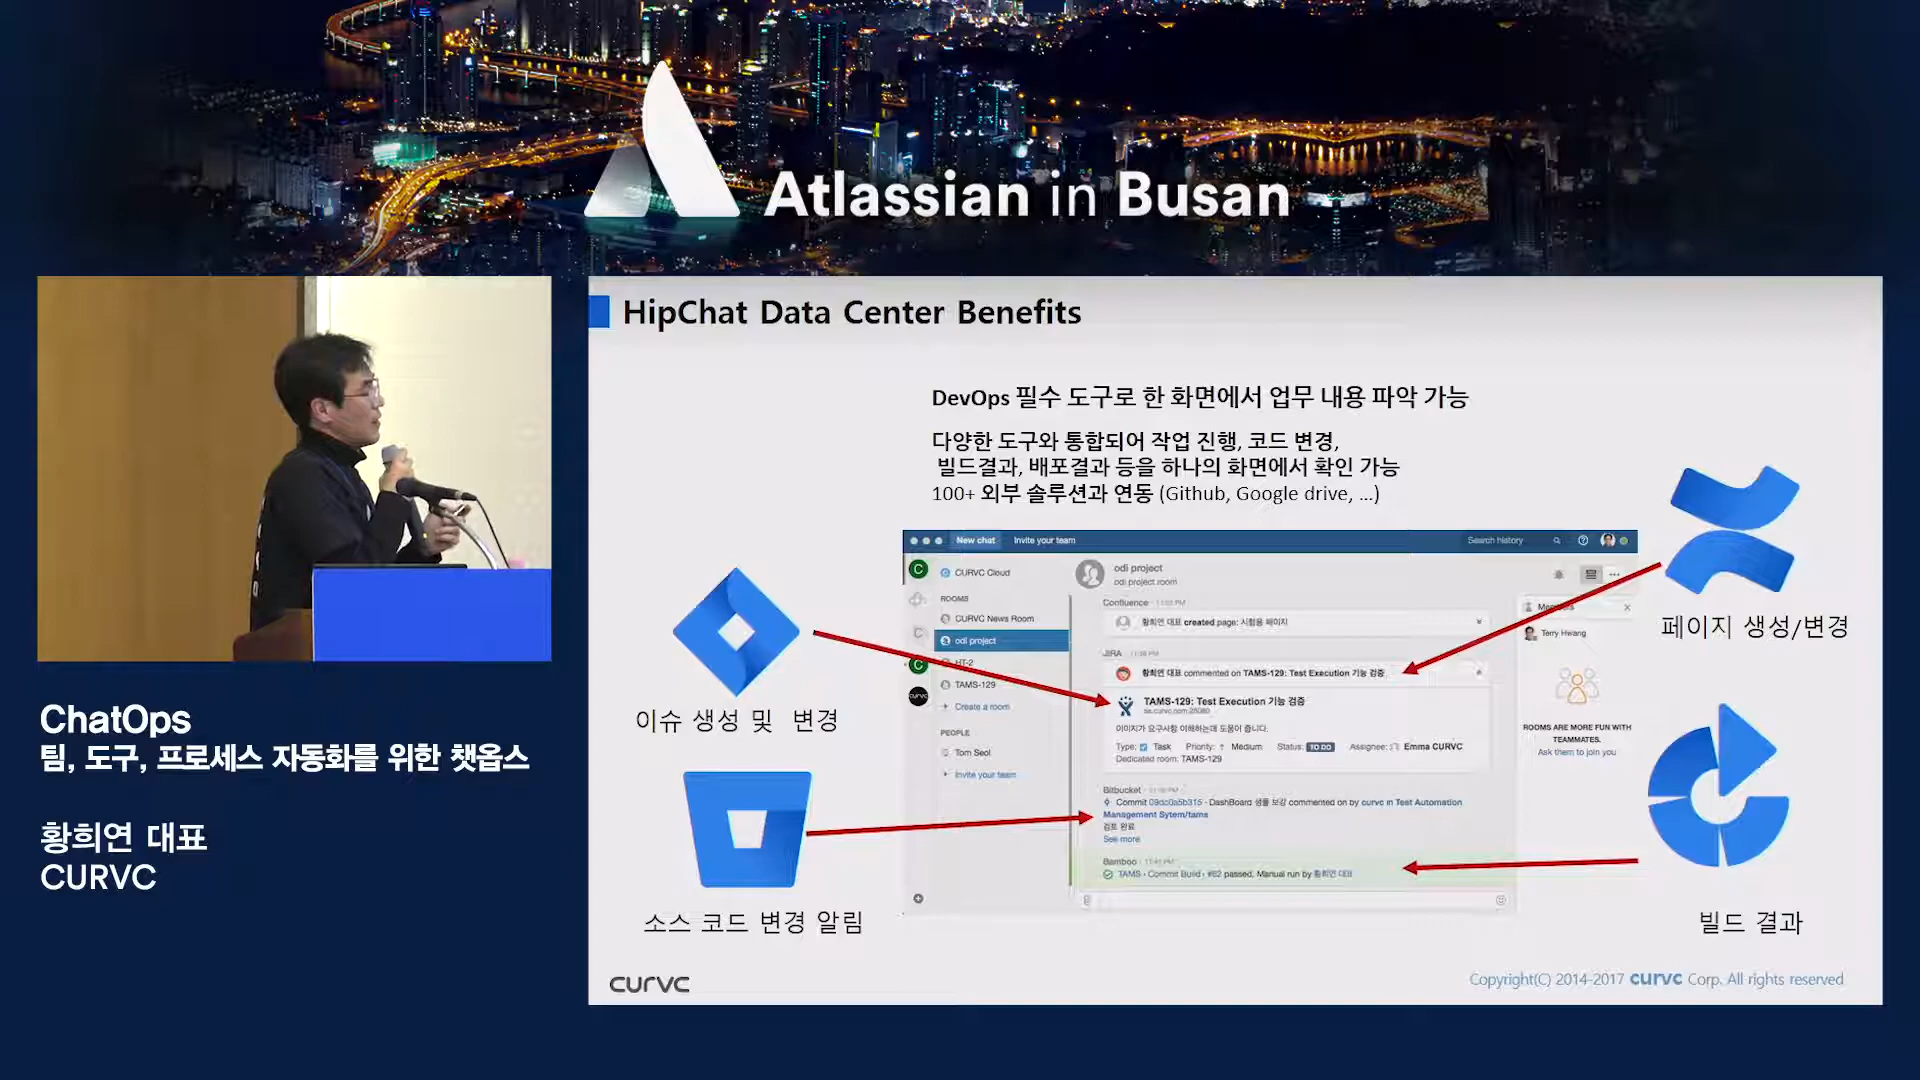 Atlassian in Busan
HipChat Data Center Benefits
DevOps 필수 도구로 한 화면에서 업무 내용 파악 가능
다양한 도구와 통합되어 작업 진행, 코드 변경,
빌드결과, 배포결과 등을 하나의 화면에서 확인 가능
100+ 외부 솔루션과 연동 (Github, Google drive, ...)
New chat
Invite your team
Search history
CURVC Cloud
ROOMS
CURVC News Room
odi project
HT-2
TAMS-129
Create a room
PEOPLE
Tom Seol
Invite your team
odi project
odi project room
Confluence
황희연 대표 created page: 시험용 페이지
JIRA
황희연 대표 commented on TAMS-129: Test Execution 기능 검증
TAMS-129: Test Execution 기능 검증
이미지가 요구사항 이해하는데 도움이 됩니다.
Type: Task Priority: Medium Status: TO DO Assignee: Emma CURVC
Dedicated room: TAMS-129
Bitbucket
Commit 09dc0a5b315 - DashBoard 샘플 보강 commented on by curvc in Test Automation
Management Sytem/tams
검토 완료
See more
Bamboo
TAMS › Commit Build › #62 passed. Manual run by 황희연 대표
Terry Hwang
ROOMS ARE MORE FUN WITH
TEAMMATES.
Ask them to join you
이슈 생성 및 변경
소스 코드 변경 알림
페이지 생성/변경
빌드 결과
curvc
Copyright(C) 2014-2017 curvc Corp. All rights reserved
ChatOps
팀, 도구, 프로세스 자동화를 위한 챗옵스
황희연 대표
CURVC